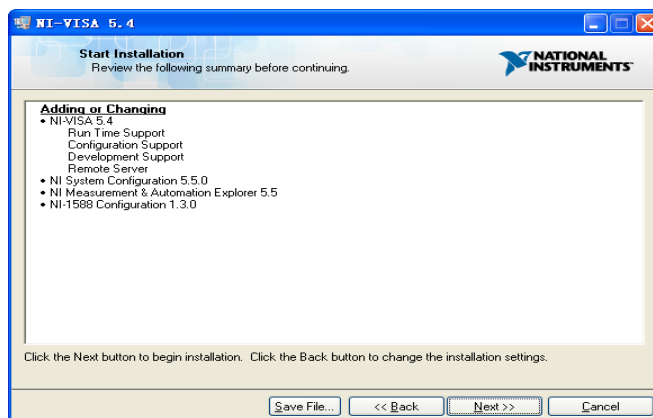 NI-VISA 5.4
Start Installation
Review the following summary before continuing.
NATIONAL
INSTRUMENTS™
Adding or Changing
• NI-VISA 5.4
Run Time Support
Configuration Support
Development Support
Remote Server
• NI System Configuration 5.5.0
• NI Measurement & Automation Explorer 5.5
• NI-1588 Configuration 1.3.0
Click the Next button to begin installation. Click the Back button to change the installation settings.
Save File... << Back Next >> Cancel